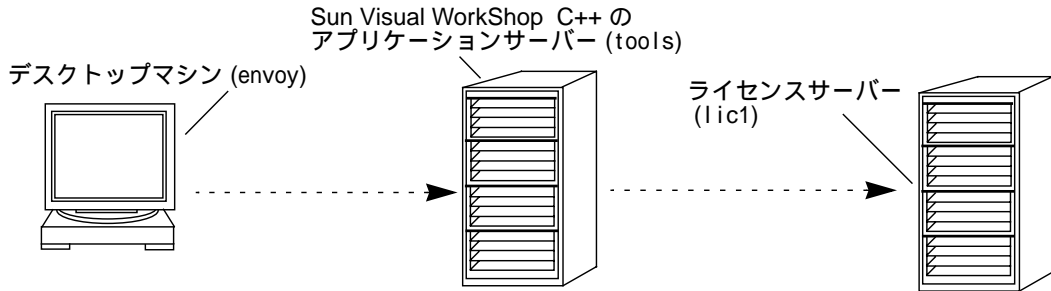 Sun Visual WorkShop C++ の
アプリケーションサーバー (tools)
デスクトップマシン (envoy)
ライセンスサーバー
(lic1)